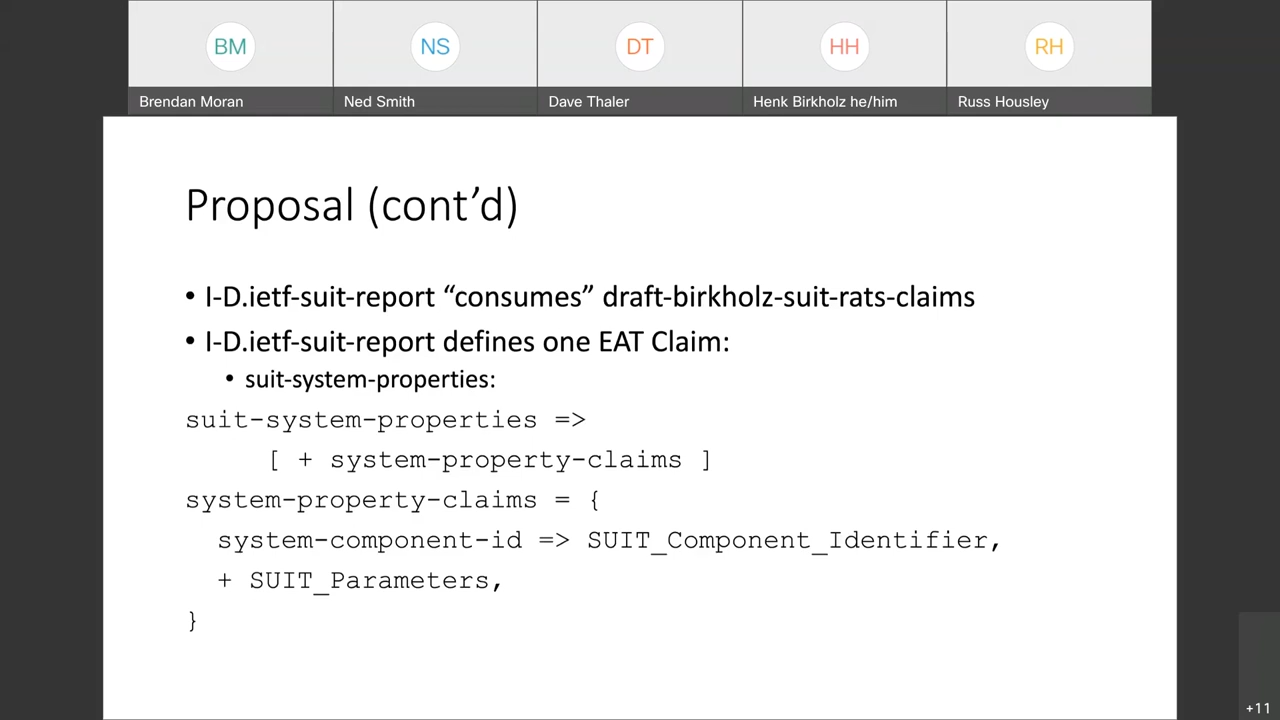 BM
NS
DT
HH
RH
Brendan Moran
Ned Smith
Dave Thaler
Henk Birkholz he/him
Russ Housley
Proposal (cont’d)
• I-D.ietf-suit-report “consumes” draft-birkholz-suit-rats-claims
• I-D.ietf-suit-report defines one EAT Claim:
• suit-system-properties:
suit-system-properties =>
[ + system-property-claims ]
system-property-claims = {
system-component-id => SUIT_Component_Identifier,
+ SUIT_Parameters,
}
+11